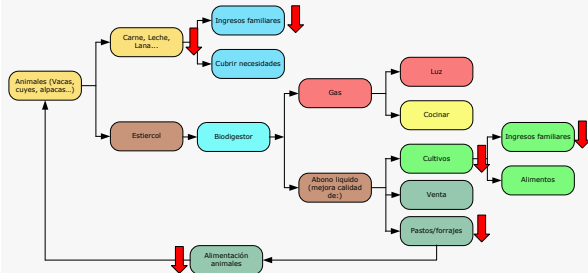 Ingresos familiares
Carne, Leche,
Lana...
Cubrir necesidades
Animales (Vacas,
cuyes, alpacas...)
Luz
Gas
Cocinar
Estiercol
Biodigestor
Ingresos familiares
Cultivos
Abono liquido
(mejora calidad
de:)
Alimentos
Venta
Pastos/forrajes
Alimentación
animales